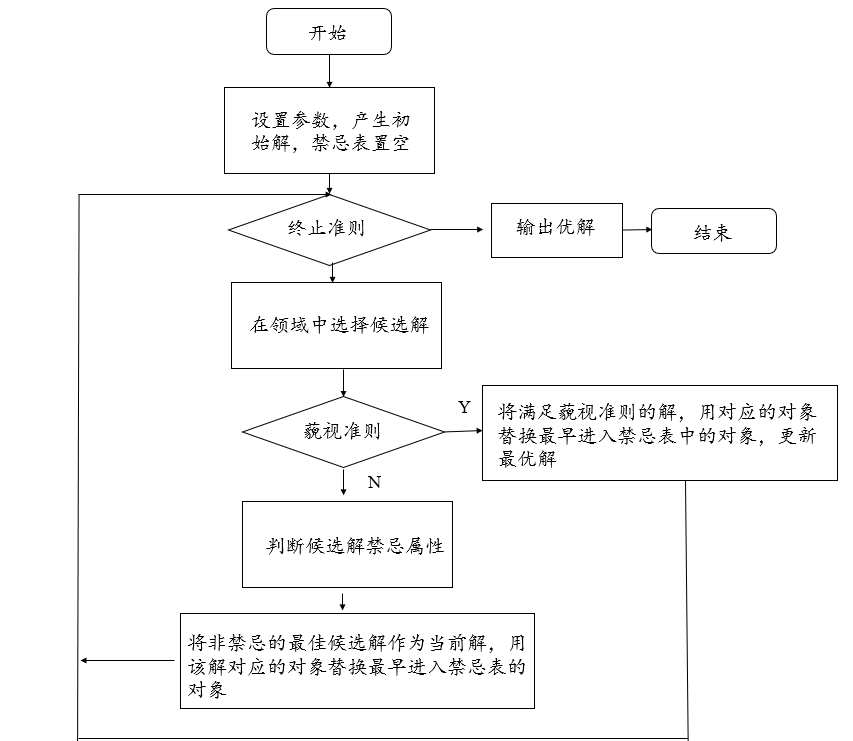 开始
设置参数，产生初
始解，禁忌表置空
终止准则
输出优解
结束
在领域中选择候选解
藐视准则
Y
将满足藐视准则的解，用对应的对象
替换最早进入禁忌表中的对象，更新
最优解
N
判断候选解禁忌属性
将非禁忌的最佳候选解作为当前解，用
该解对应的对象替换最早进入禁忌表的
对象